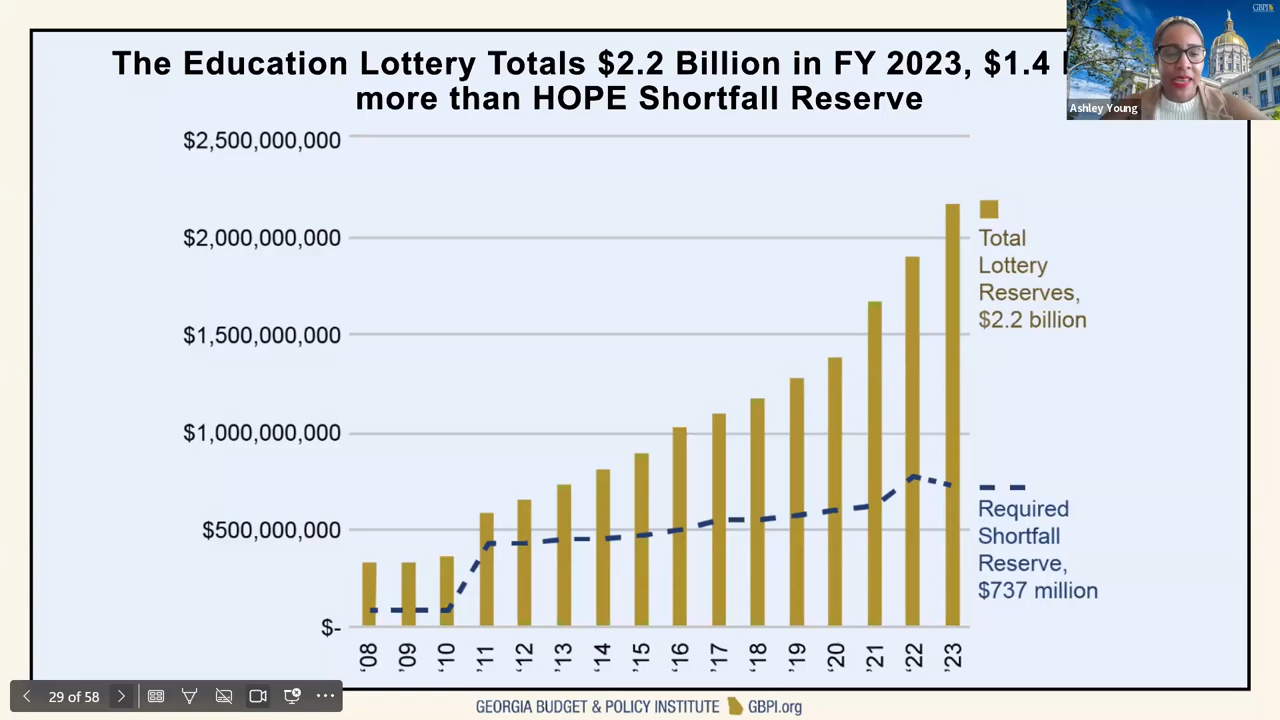 GBPI
The Education Lottery Totals $2.2 Billion in FY 2023, $1.4
more than HOPE Shortfall Reserve
Ashley Young
$2,500,000,000
$2,000,000,000
$1,500,000,000
$1,000,000,000
$500,000,000
$-
Total
Lottery
Reserves,
$2.2 billion
Required
Shortfall
Reserve,
$737 million
‘08 ’09 ‘10 ’11 ‘12 ’13 ‘14 ’15 ‘16 ’17 ‘18 ’19 ‘20 ’21 ‘22 ’23
29 of 58
GEORGIA BUDGET & POLICY INSTITUTE GBPI.org